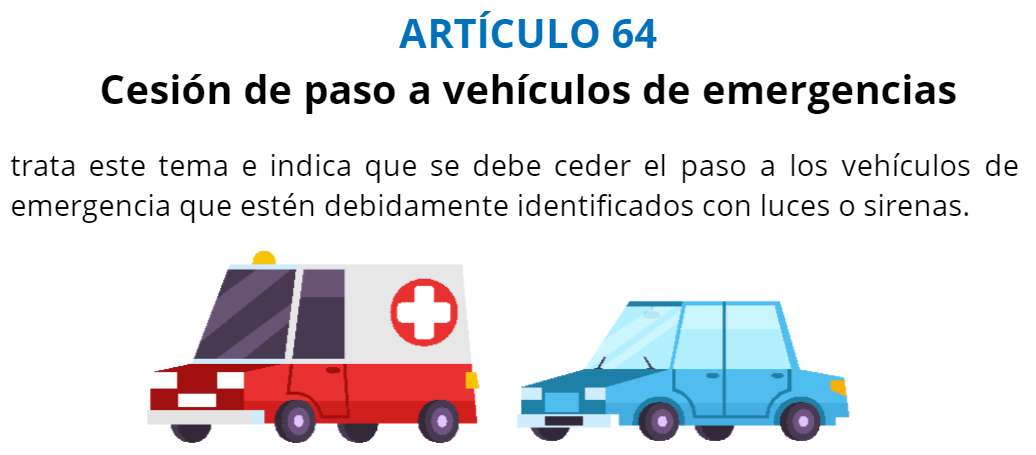 ARTÍCULO 64
Cesión de paso a vehículos de emergencias
trata este tema e indica que se debe ceder el paso a los vehículos de
emergencia que estén debidamente identificados con luces o sirenas.